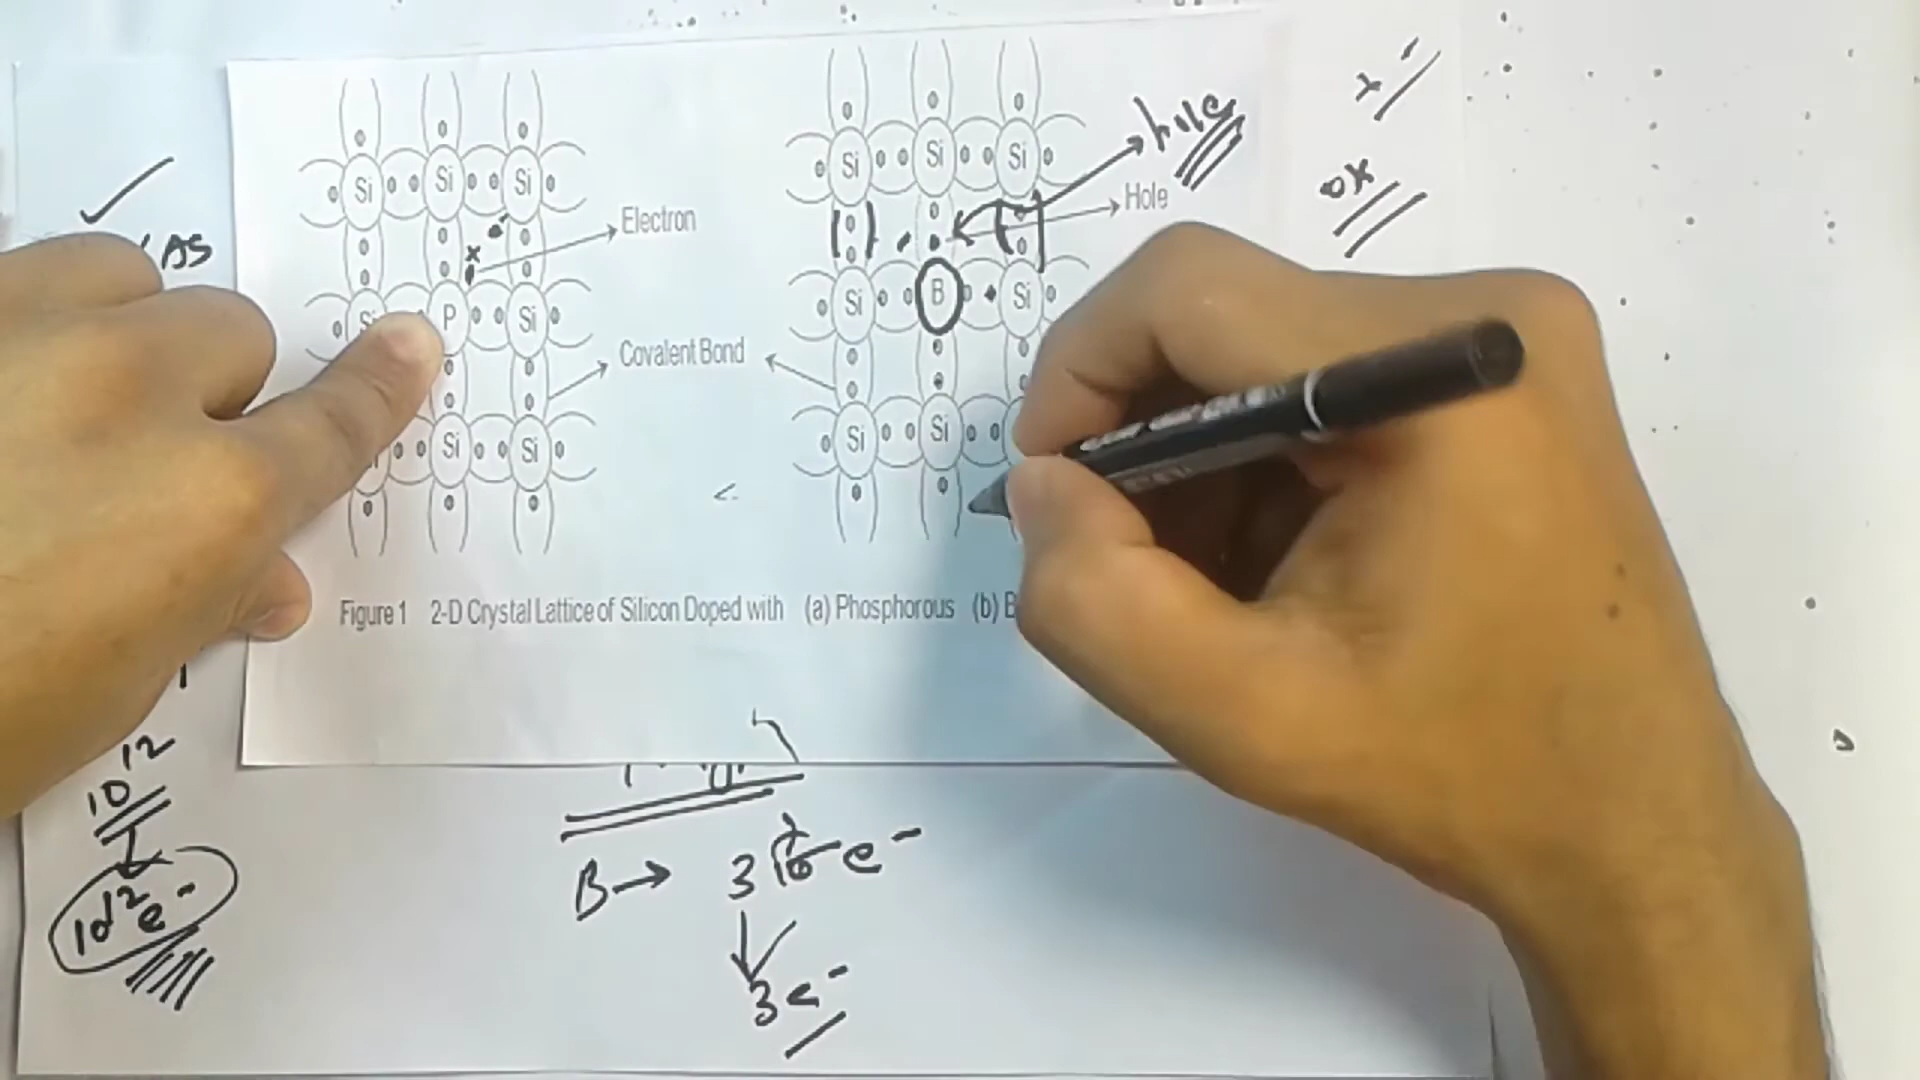 Si Si Si
Electron
Si P Si
Covalent Bond
Si Si
Si Si Si
hole
Hole
Si B Si
Si Si
Figure 1 2-D Crystal Lattice of Silicon Doped with (a) Phosphorous (b) B
AS
10¹²
10¹²e-
B→ 3 e-
3e-